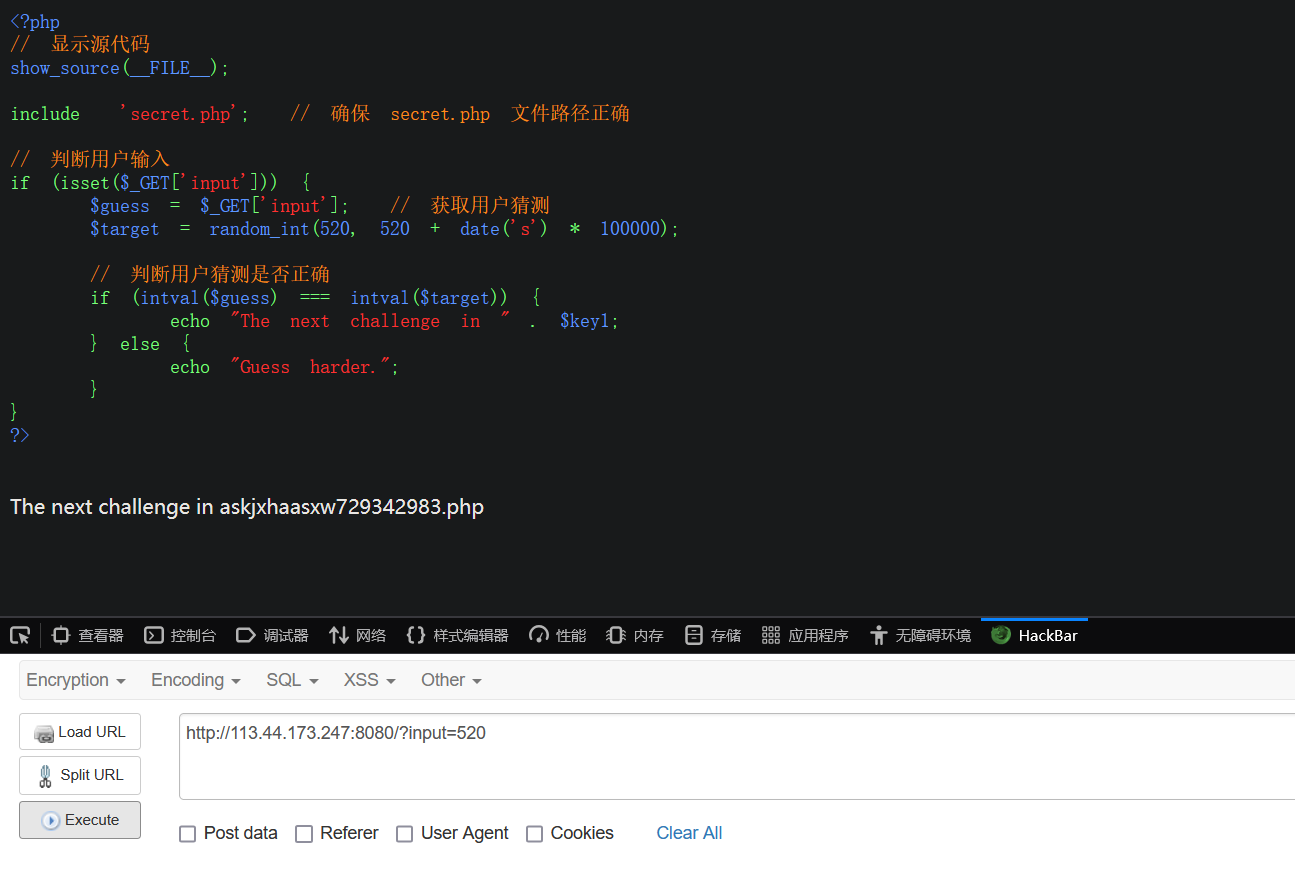 <?php
// 显示源代码
show_source(__FILE__);
include 'secret.php'; // 确保 secret.php 文件路径正确
// 判断用户输入
if (isset($_GET['input'])) {
$guess = $_GET['input']; // 获取用户猜测
$target = random_int(520, 520 + date('s') * 100000);
// 判断用户猜测是否正确
if (intval($guess) === intval($target)) {
echo "The next challenge in " . $key1;
} else {
echo "Guess harder.";
}
}
?>
The next challenge in askjxhaasxw729342983.php
查看器 控制台 调试器 网络 样式编辑器 性能 内存 存储 应用程序 无障碍环境 HackBar
Encryption Encoding SQL XSS Other
Load URL
http://113.44.173.247:8080/?input=520
Split URL
Execute
Post data Referer User Agent Cookies Clear All